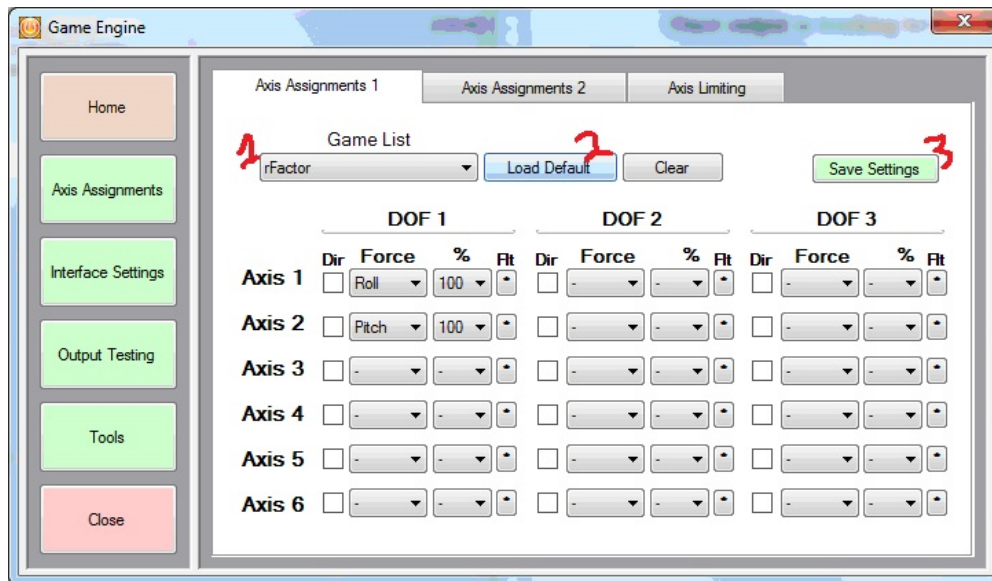 Game Engine
x
Home
Axis Assignments
Interface Settings
Output Testing
Tools
Close
Axis Assignments 1 Axis Assignments 2 Axis Limiting
Game List
1 rFactor Load Default 2 Clear Save Settings 3
DOF 1 DOF 2 DOF 3
Dir Force % Flt Dir Force % Flt Dir Force % Flt
Axis 1 Roll 100 * - - * - - *
Axis 2 Pitch 100 * - - * - - *
Axis 3 - - * - - * - - *
Axis 4 - - * - - * - - *
Axis 5 - - * - - * - - *
Axis 6 - - * - - * - - *